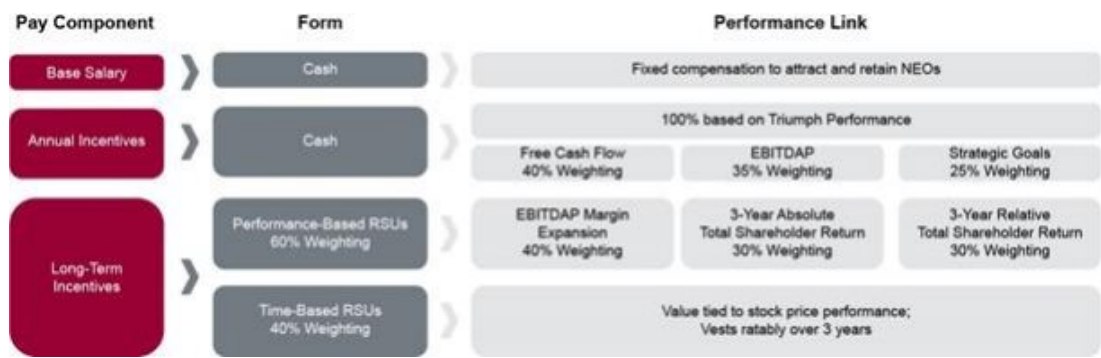 Pay Component
Form
Performance Link
Base Salary
Cash
Fixed compensation to attract and retain NEOs
Annual Incentives
Cash
100% based on Triumph Performance
Free Cash Flow
40% Weighting
EBITDAP
35% Weighting
Strategic Goals
25% Weighting
Long-Term
Incentives
Performance-Based RSUs
60% Weighting
EBITDAP Margin
Expansion
40% Weighting
3-Year Absolute
Total Shareholder Return
30% Weighting
3-Year Relative
Total Shareholder Return
30% Weighting
Time-Based RSUs
40% Weighting
Value tied to stock price performance;
Vests ratably over 3 years